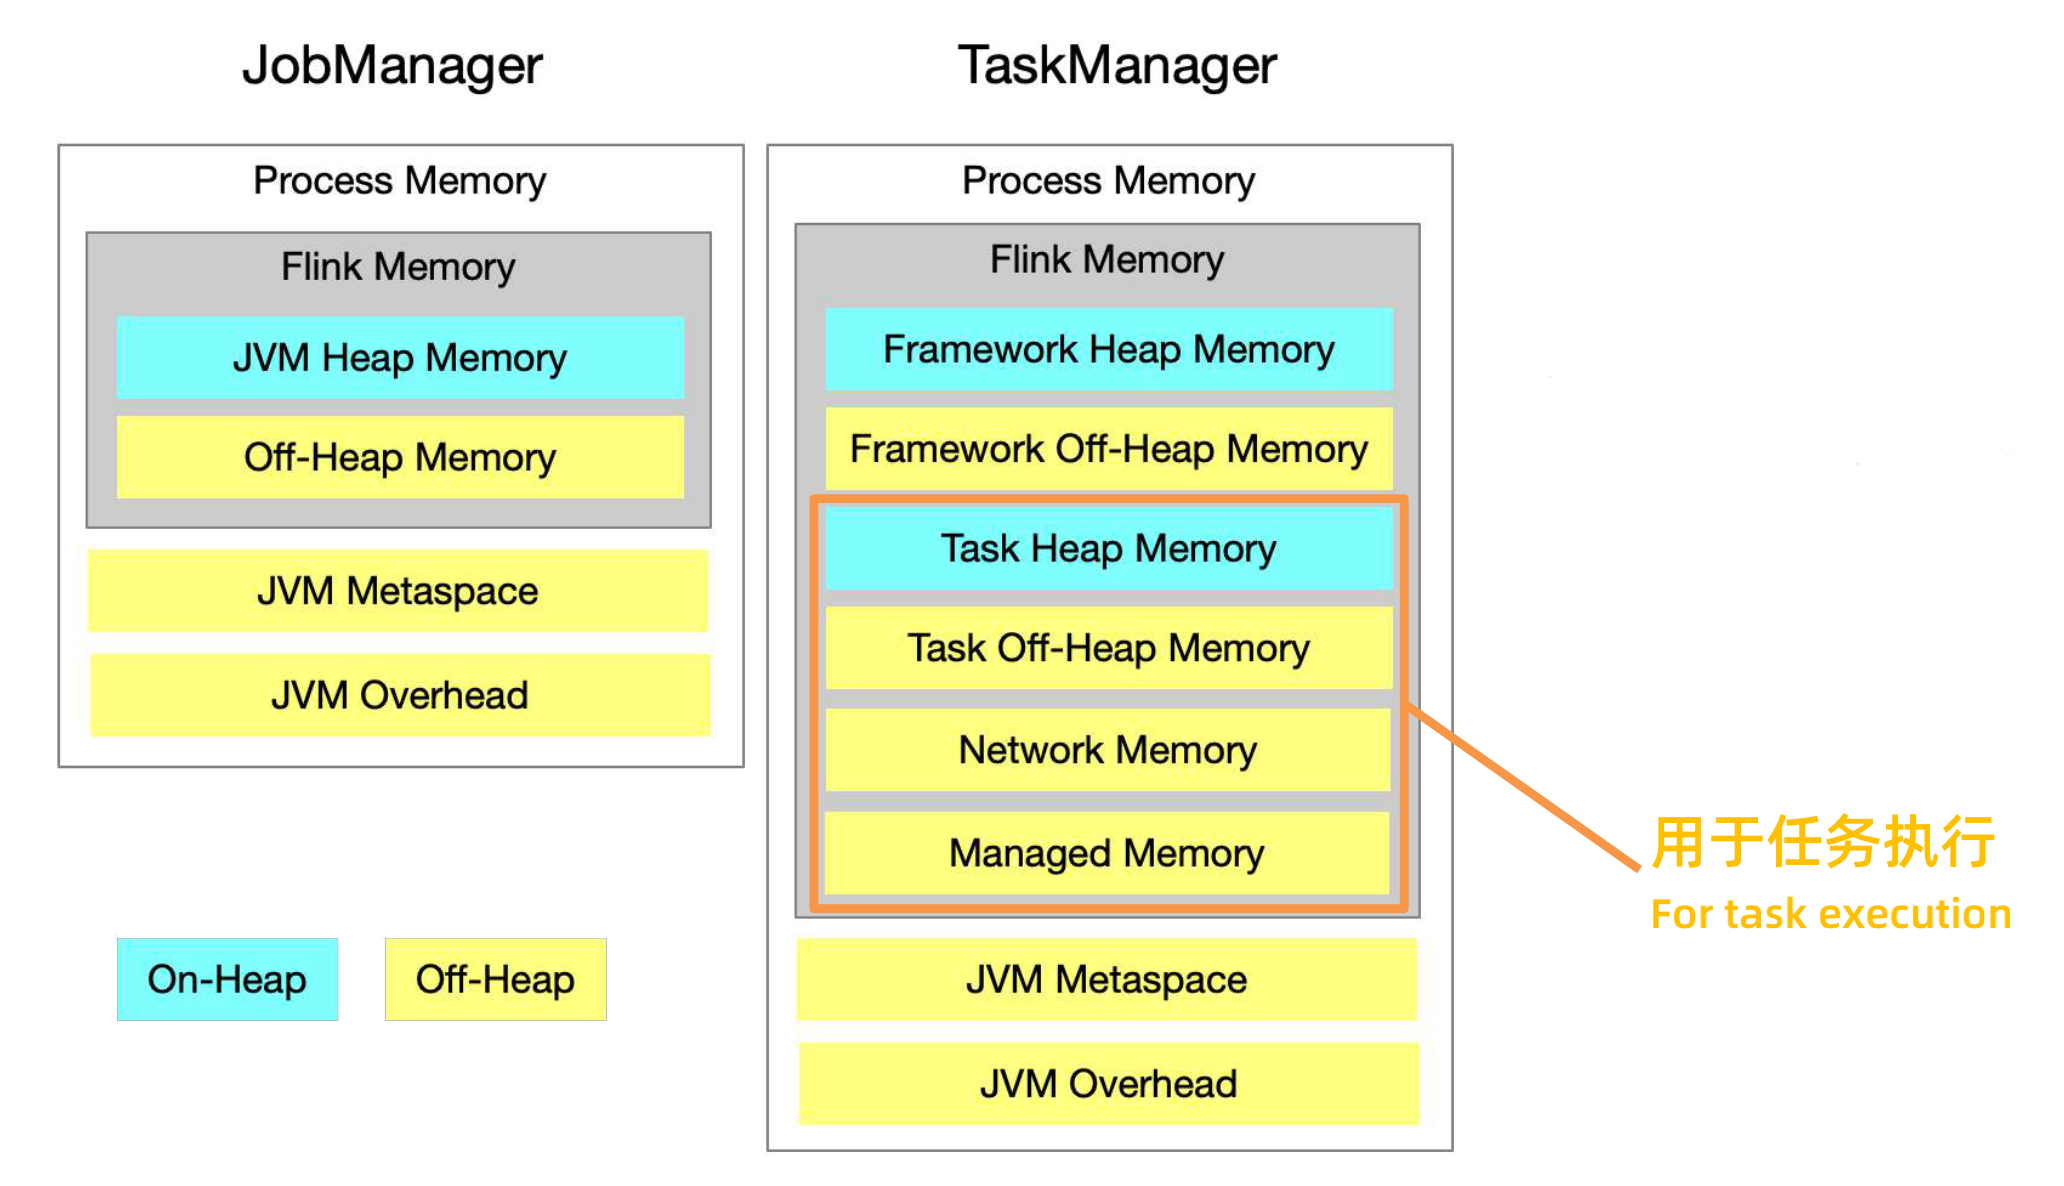 JobManager
Process Memory
Flink Memory
JVM Heap Memory
Off-Heap Memory
JVM Metaspace
JVM Overhead
On-Heap
Off-Heap
TaskManager
Process Memory
Flink Memory
Framework Heap Memory
Framework Off-Heap Memory
Task Heap Memory
Task Off-Heap Memory
Network Memory
Managed Memory
JVM Metaspace
JVM Overhead
用于任务执行
For task execution